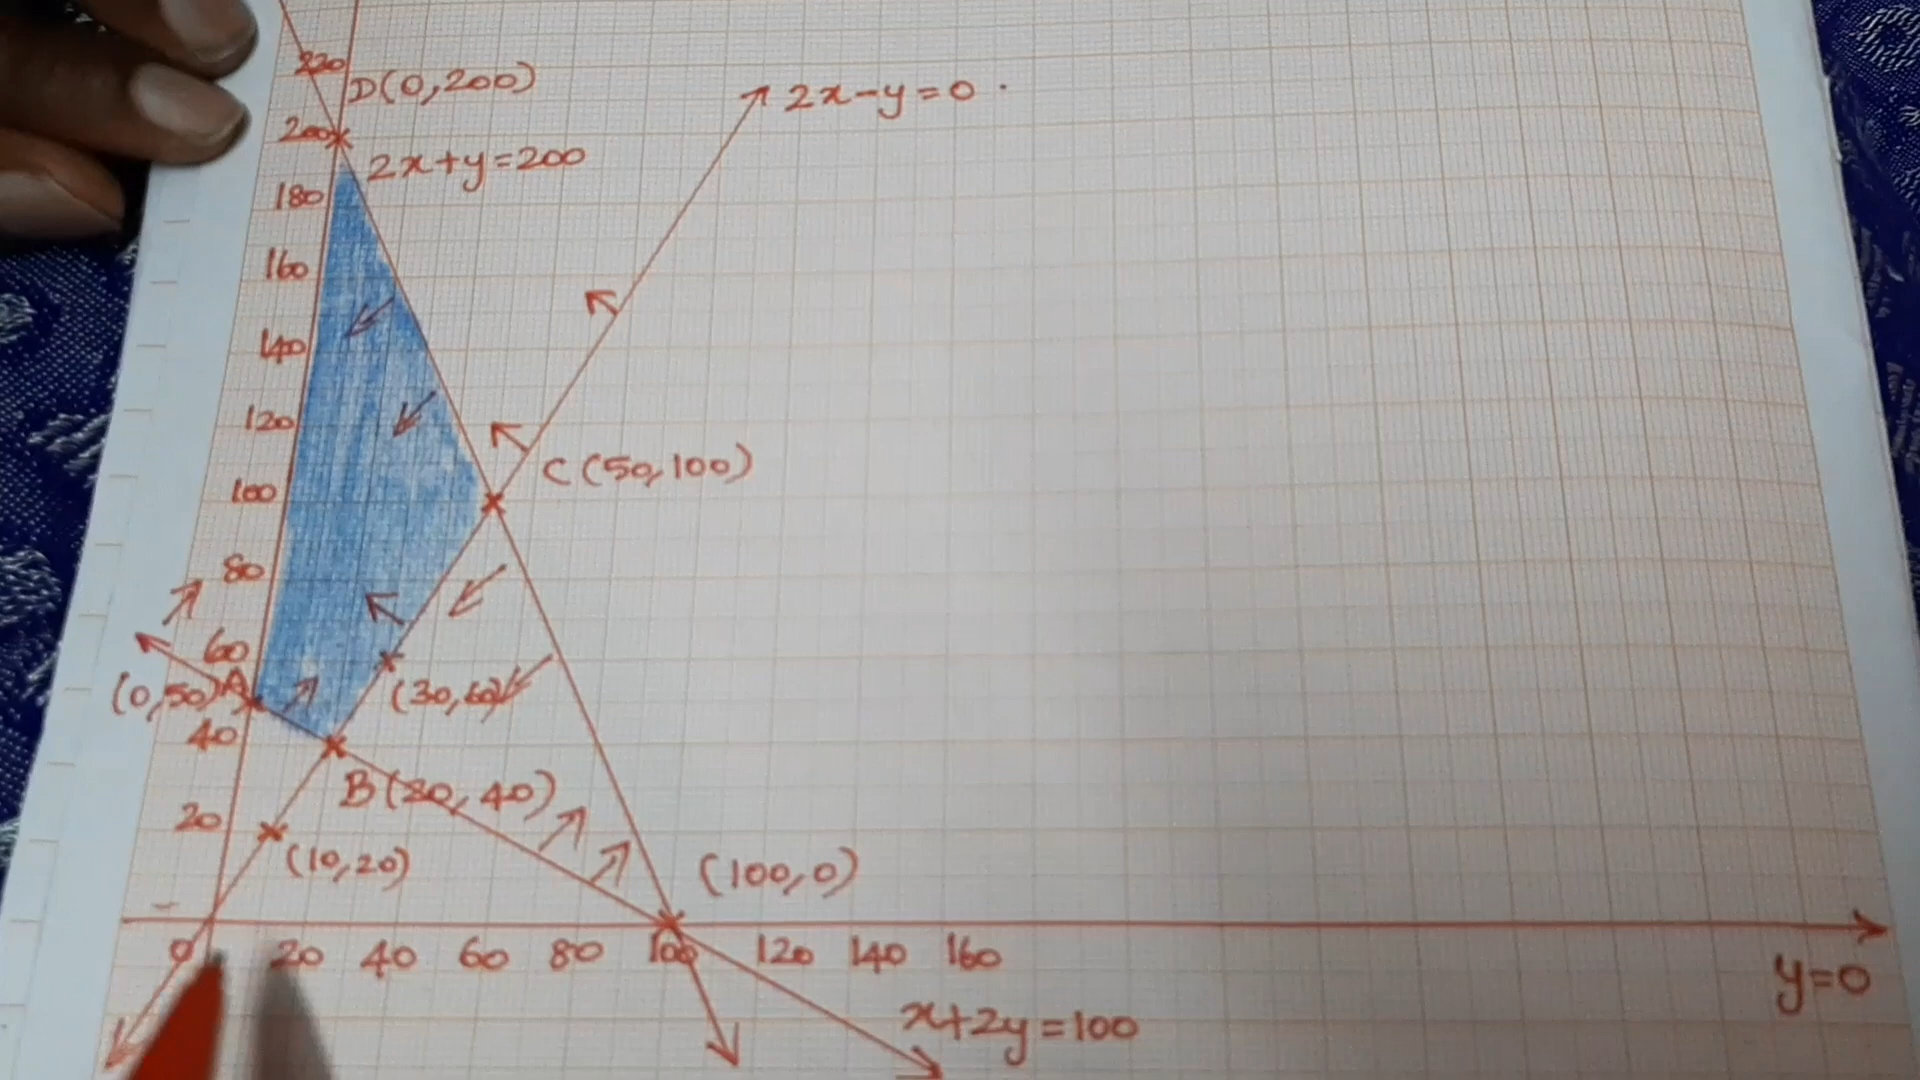 220
D(0,200)
2x-y=0
200
2x+y=200
180
160
140
120
C(50,100)
100
80
60
(0,50) A
(30,60)
40
B(20,40)
20
(10,20)
(100,0)
0 20 40 60 80 100 120 140 160
y=0
x+2y=100